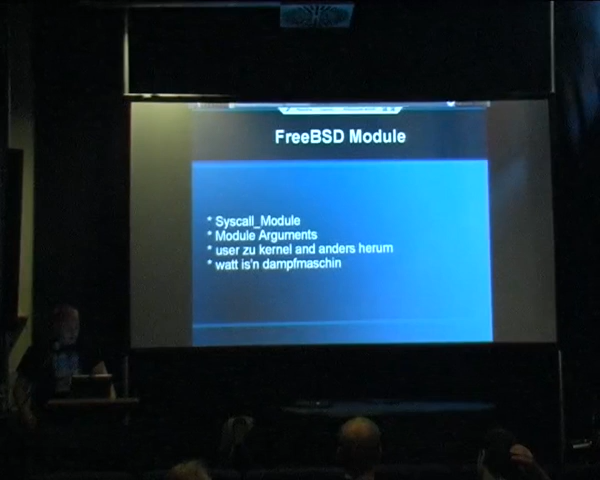 FreeBSD Module
* Syscall_Module
* Module Arguments
* user zu kernel and anders herum
* watt is'n dampfmaschin